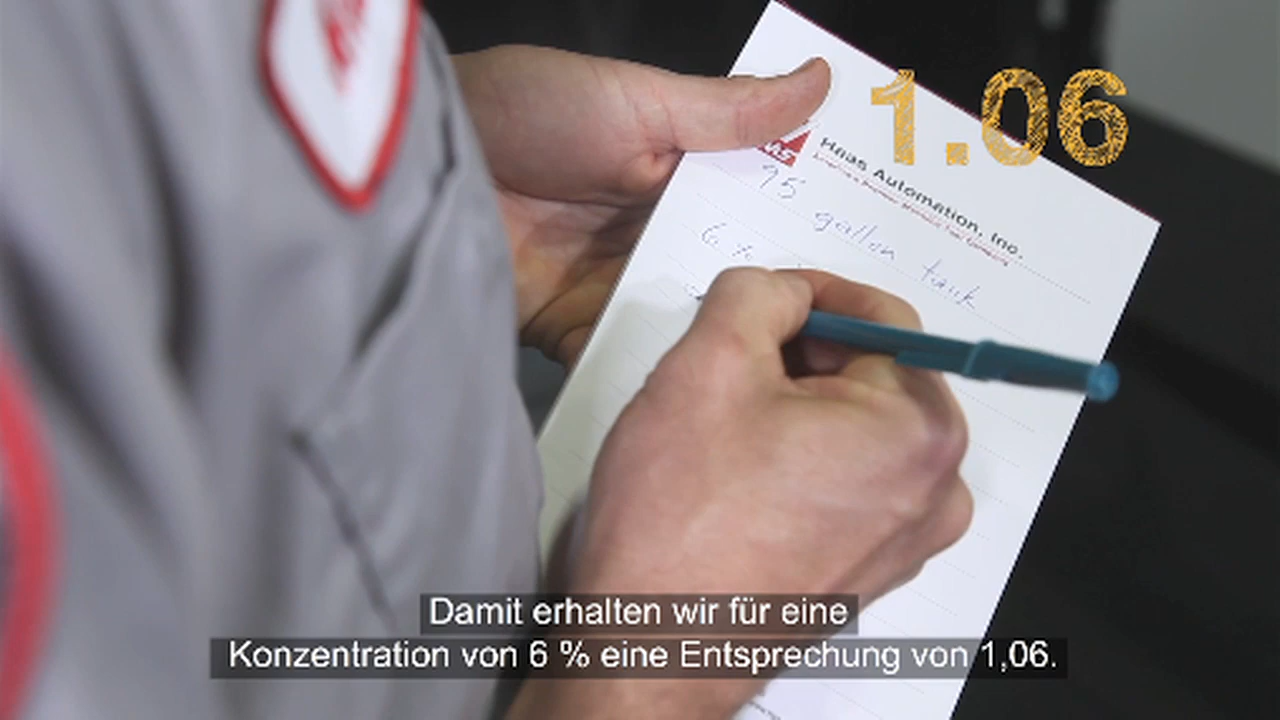 1.06
Haas Automation, Inc.
95 gallon tank
6 %
Damit erhalten wir für eine
Konzentration von 6 % eine Entsprechung von 1,06.